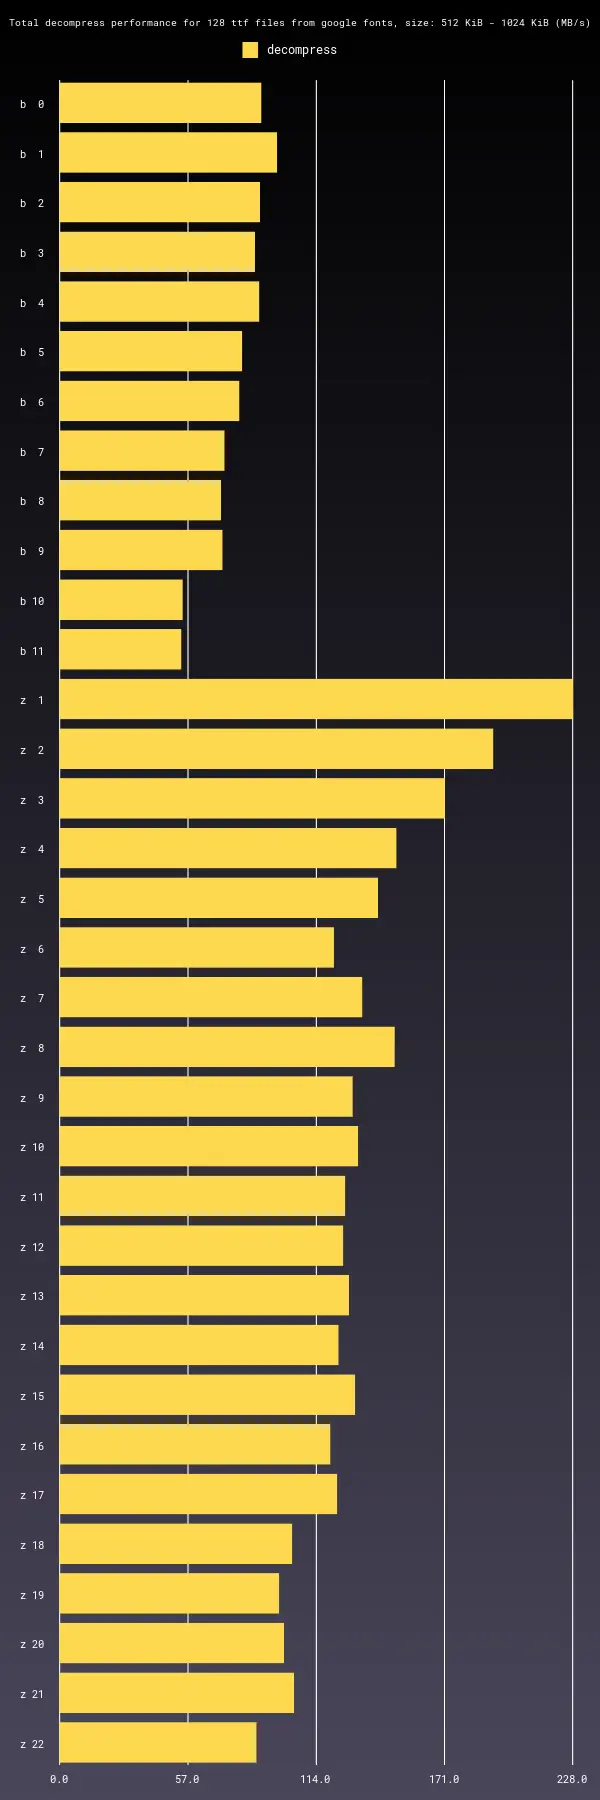 Total decompress performance for 128 ttf files from google fonts, size: 512 KiB - 1024 KiB (MB/s)
decompress
b 0
b 1
b 2
b 3
b 4
b 5
b 6
b 7
b 8
b 9
b 10
b 11
z 1
z 2
z 3
z 4
z 5
z 6
z 7
z 8
z 9
z 10
z 11
z 12
z 13
z 14
z 15
z 16
z 17
z 18
z 19
z 20
z 21
z 22
0.0 57.0 114.0 171.0 228.0